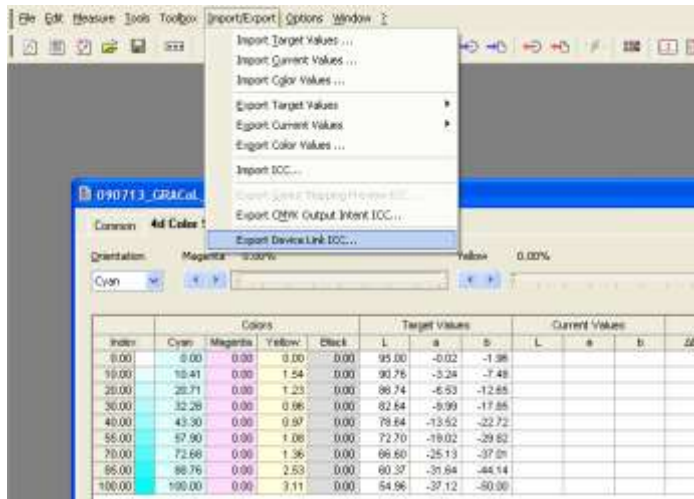 File Edit Measure Tools Toolbox Import/Export Options Window ?
Import Target Values ...
Import Current Values ...
Import Color Values ...
Export Target Values
Export Current Values
Export Color Values ...
Import ICC...
Export CMYK Output Intent ICC...
Export Device Link ICC...
090713_GRACoL_
Common 4d Color
Orientation Magenta 0.00% Yellow 0.00%
Cyan
Colors Target Values Current Values
Index Cyan Magenta Yellow Black L a b L a b
0.00 0.00 0.00 0.00 0.00 95.00 -0.02 -1.96
10.00 10.41 0.00 1.54 0.00 90.76 -3.24 -7.48
20.00 20.71 0.00 1.23 0.00 86.74 -6.53 -12.65
30.00 32.28 0.00 0.96 0.00 82.64 -9.99 -17.85
40.00 43.30 0.00 0.97 0.00 78.64 -13.52 -22.72
55.00 57.90 0.00 1.08 0.00 72.70 -19.02 -29.82
70.00 72.68 0.00 1.36 0.00 66.60 -25.13 -37.01
85.00 88.76 0.00 2.53 0.00 60.37 -31.64 -44.14
100.00 100.00 0.00 3.11 0.00 54.96 -37.12 -50.00